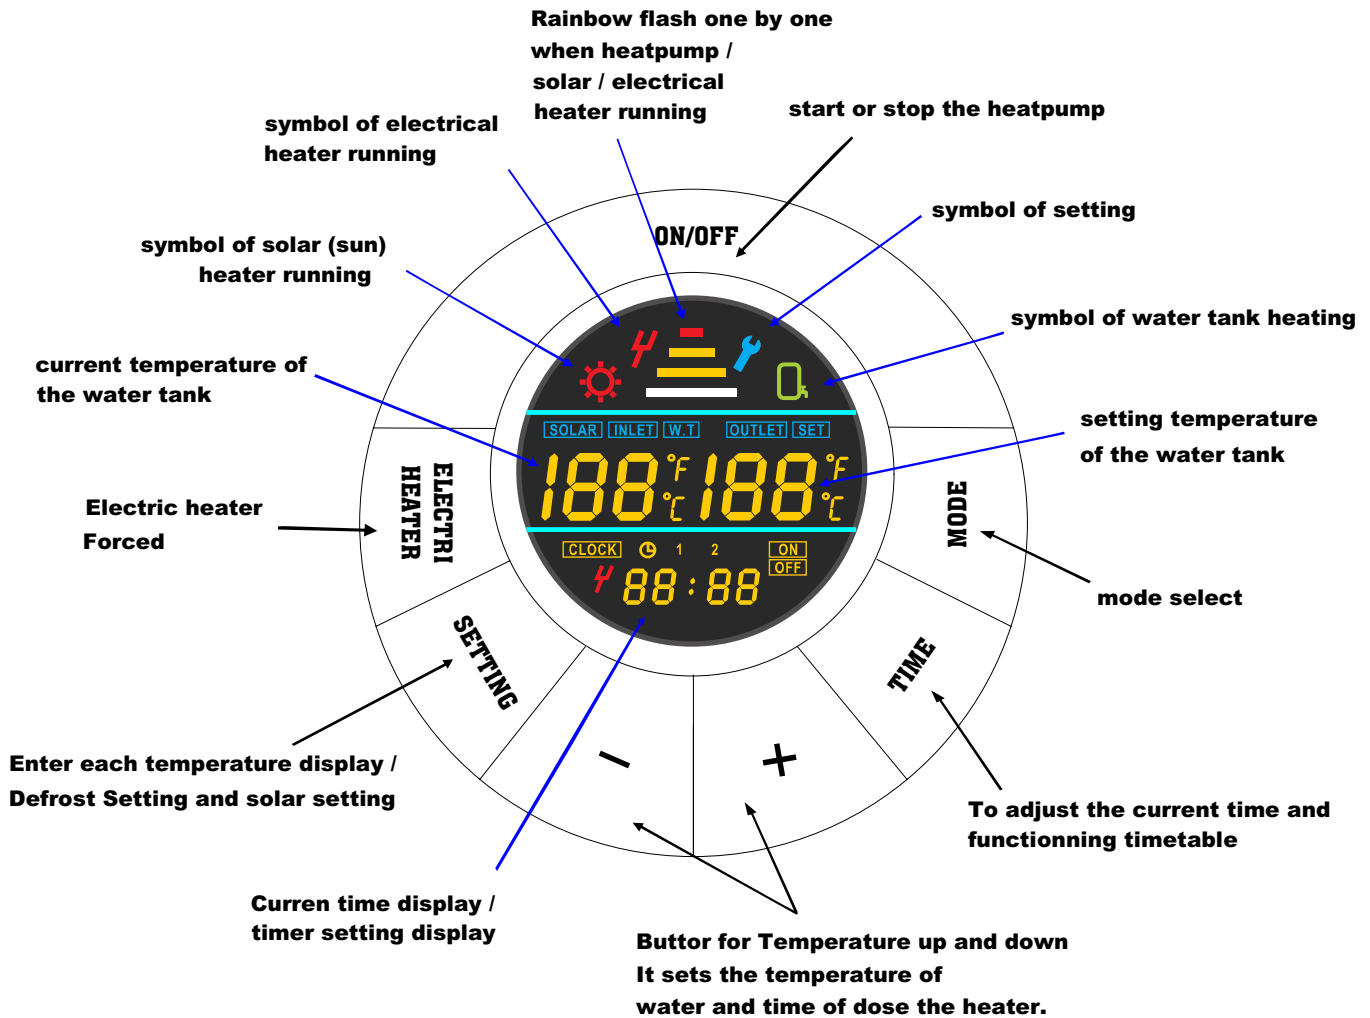 Rainbow flash one by one
when heatpump /
solar / electrical
heater running
start or stop the heatpump
symbol of electrical
heater running
symbol of setting
symbol of solar (sun)
heater running
ON/OFF
symbol of water tank heating
current temperature of
the water tank
setting temperature
of the water tank
SOLAR INLET W.T OUTLET SET
188 °F °C 188 °F °C
ELECTRI
HEATER
MODE
Electric heater
Forced
CLOCK 1 2 ON
OFF
88:88
mode select
SETTING
TIME
- +
Enter each temperature display /
Defrost Setting and solar setting
To adjust the current time and
functionning timetable
Curren time display /
timer setting display
Buttor for Temperature up and down
It sets the temperature of
water and time of dose the heater.